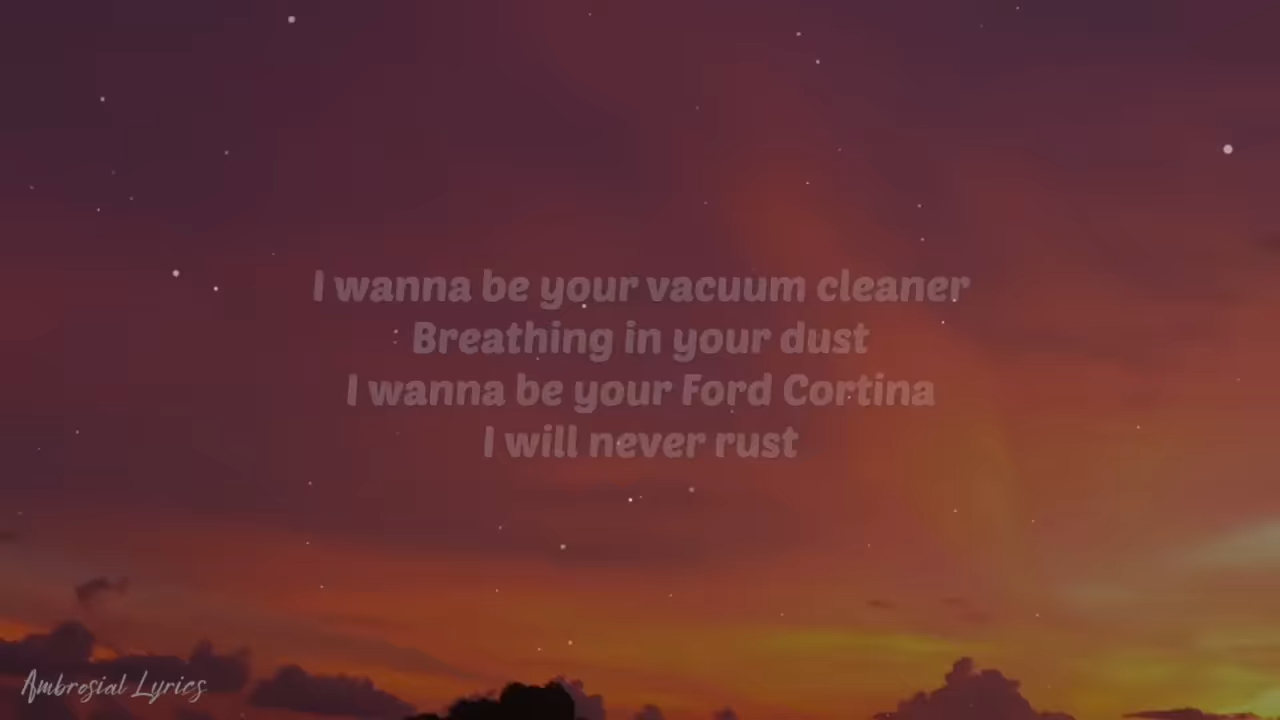 I wanna be your vacuum cleaner
Breathing in your dust
I wanna be your Ford Cortina
I will never rust
Ambrosial Lyrics